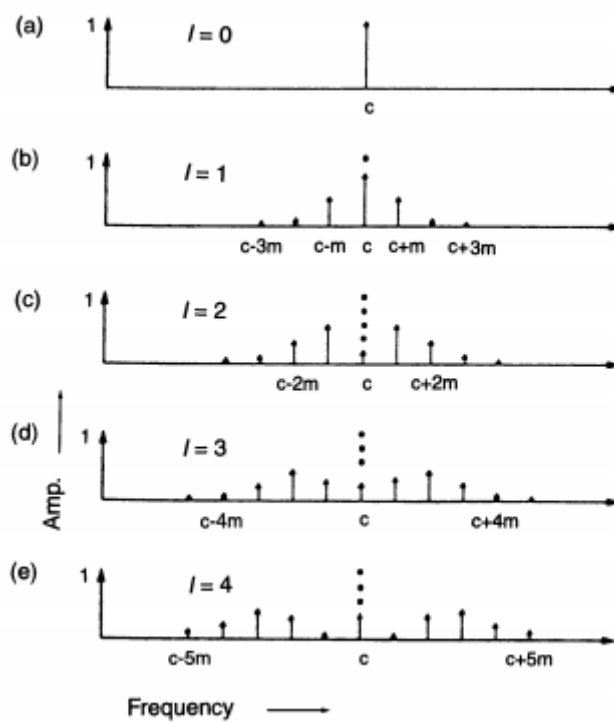 (a)
1
I = 0
c
(b)
1
I = 1
c-3m c-m c c+m c+3m
(c)
1
I = 2
c-2m c c+2m
(d)
1
I = 3
c-4m c c+4m
Amp.
(e)
1
I = 4
c-5m c c+5m
Frequency